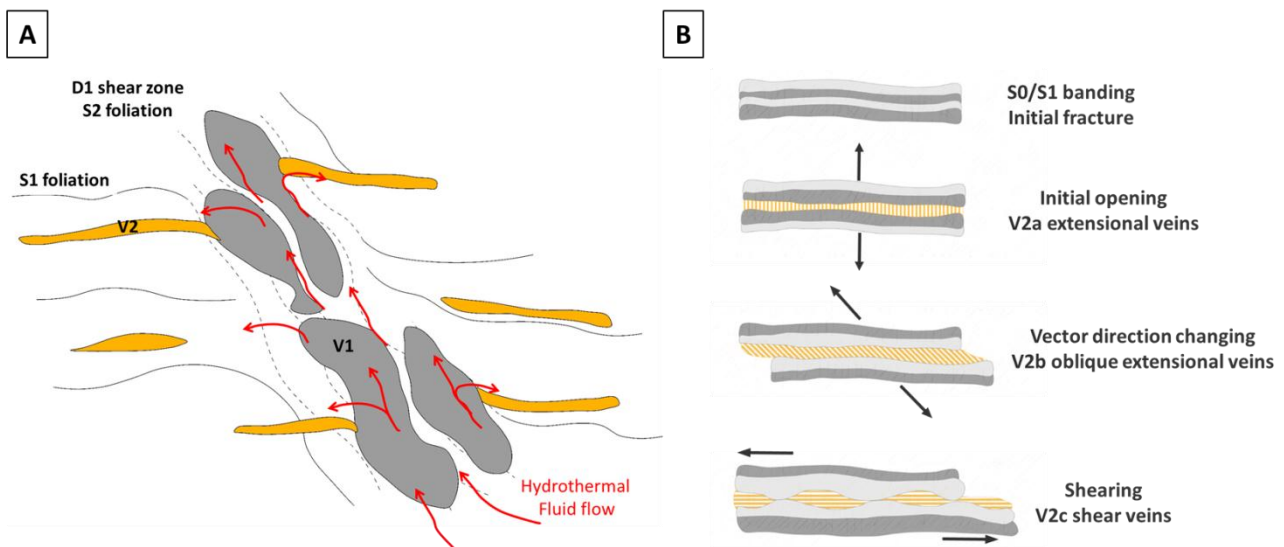 A
D1 shear zone
S2 foliation
S1 foliation
V2
V1
Hydrothermal
Fluid flow
B
S0/S1 banding
Initial fracture
Initial opening
V2a extensional veins
Vector direction changing
V2b oblique extensional veins
Shearing
V2c shear veins